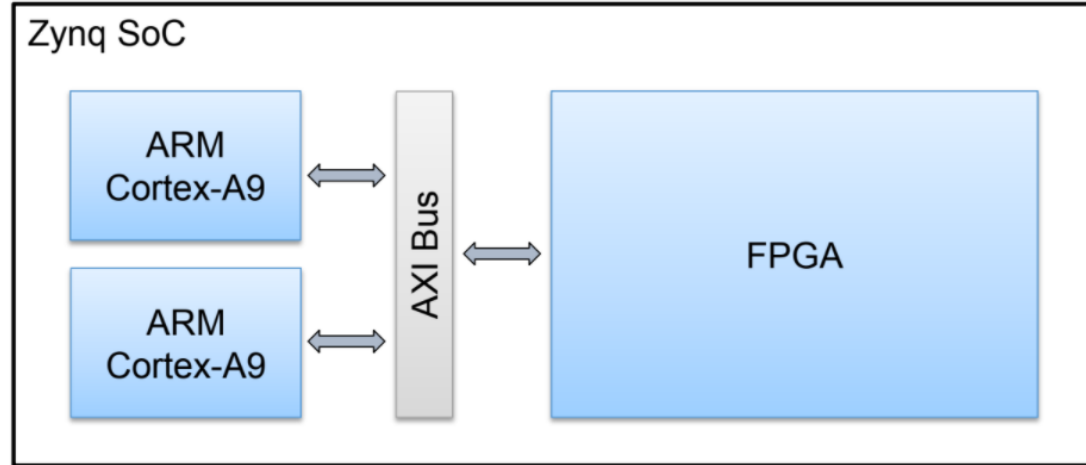 Zynq SoC
ARM
Cortex-A9
ARM
Cortex-A9
AXI Bus
FPGA